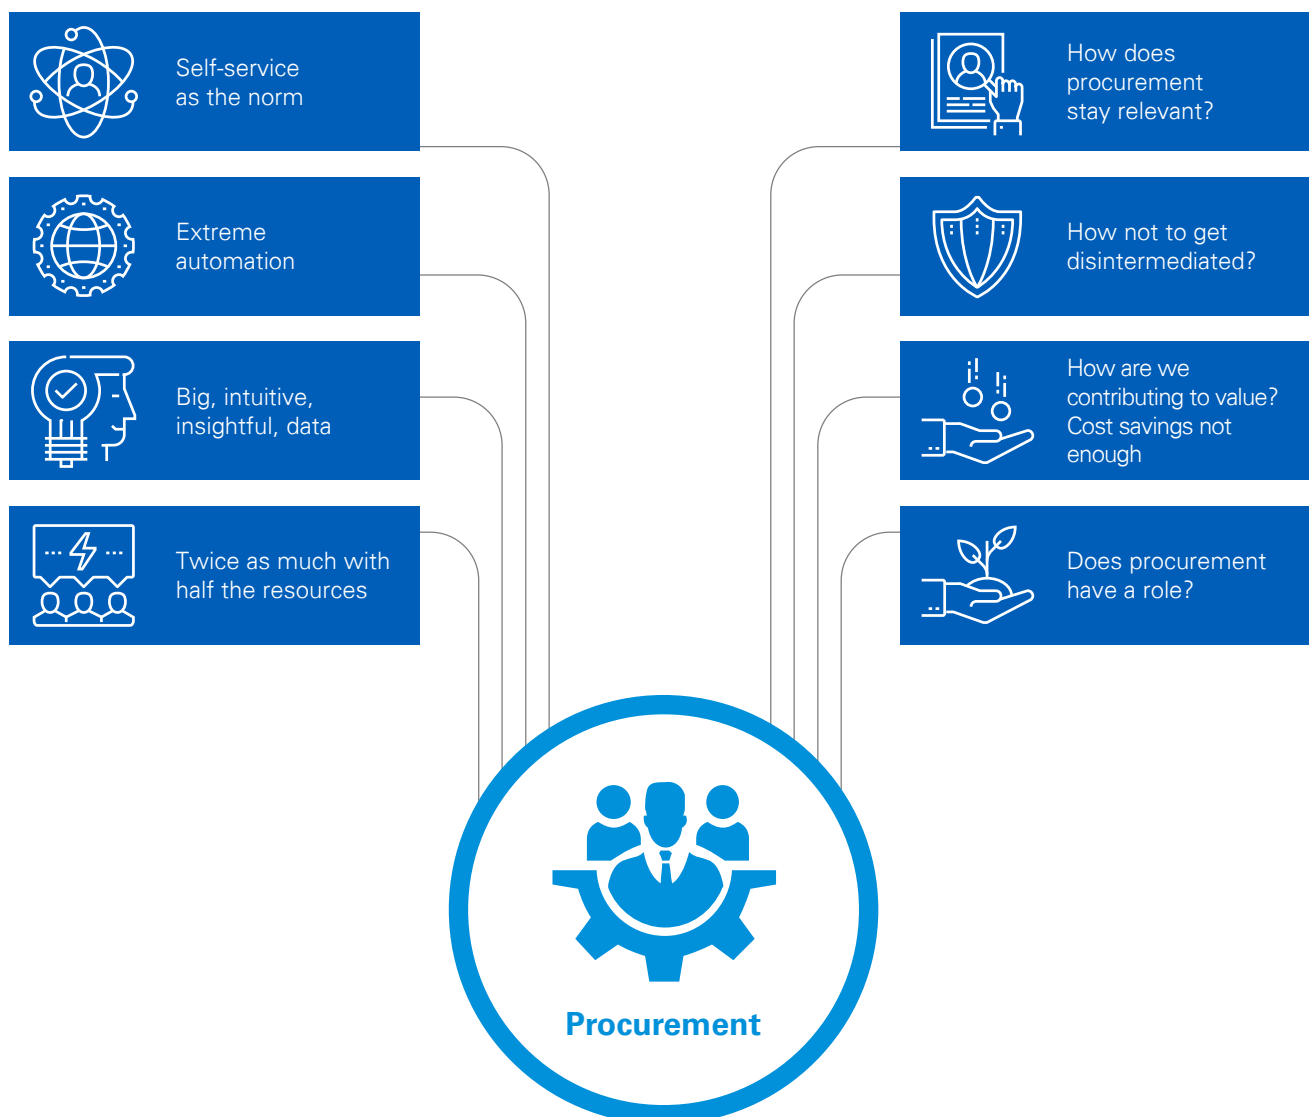 Self-service
as the norm
Extreme
automation
Big, intuitive,
insightful, data
Twice as much with
half the resources
How does
procurement
stay relevant?
How not to get
disintermediated?
How are we
contributing to value?
Cost savings not
enough
Does procurement
have a role?
Procurement